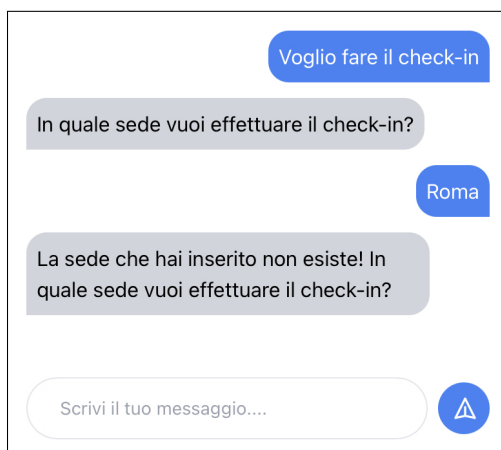 Voglio fare il check-in
In quale sede vuoi effettuare il check-in?
Roma
La sede che hai inserito non esiste! In
quale sede vuoi effettuare il check-in?
Scrivi il tuo messaggio....